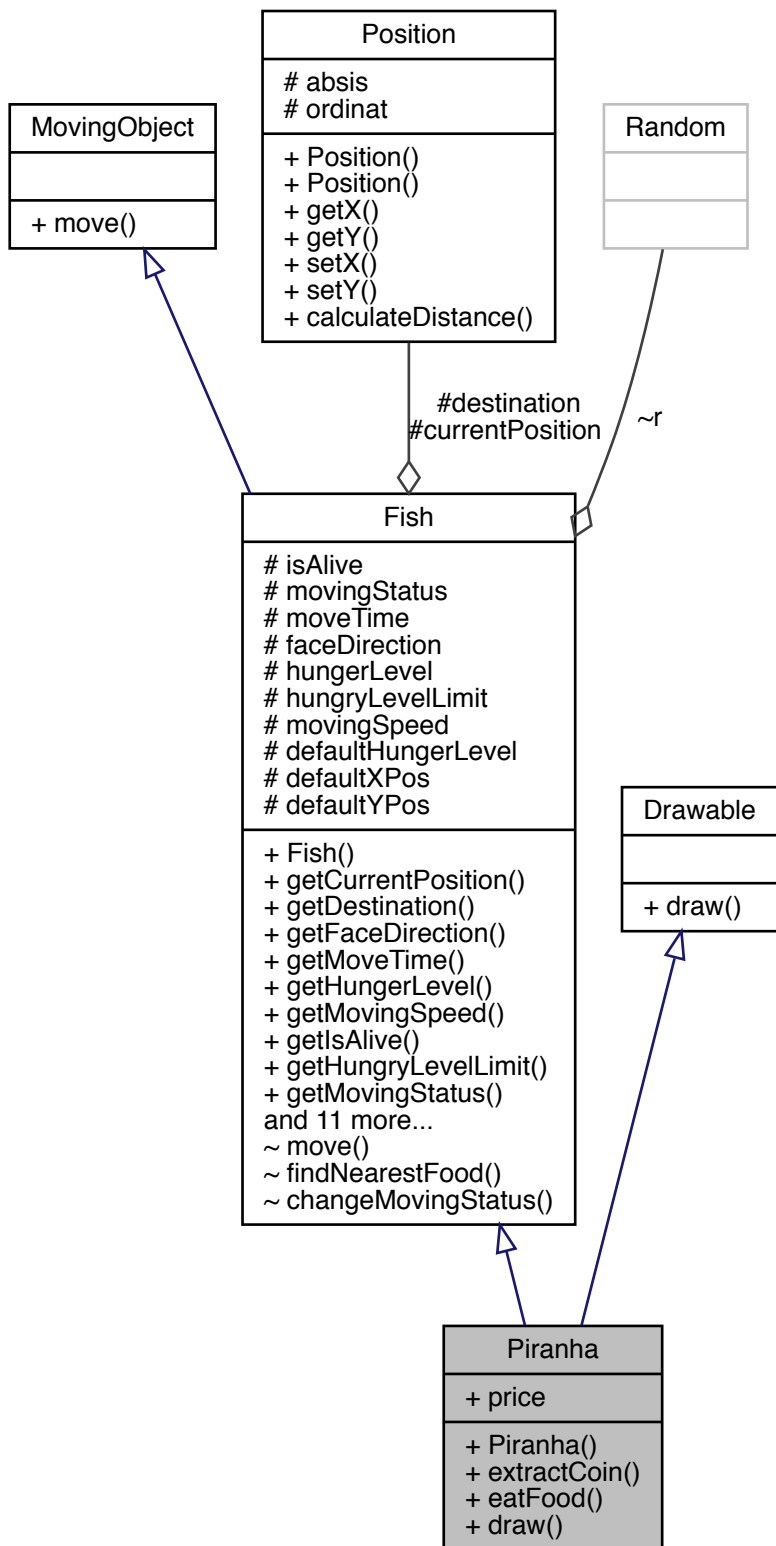 Position
# absis
# ordinat
+ Position()
+ Position()
+ getX()
+ getY()
+ setX()
+ setY()
+ calculateDistance()
MovingObject
+ move()
Random
#destination
#currentPosition
~r
Fish
# isAlive
# movingStatus
# moveTime
# faceDirection
# hungerLevel
# hungryLevelLimit
# movingSpeed
# defaultHungerLevel
# defaultXPos
# defaultYPos
+ Fish()
+ getCurrentPosition()
+ getDestination()
+ getFaceDirection()
+ getMoveTime()
+ getHungerLevel()
+ getMovingSpeed()
+ getIsAlive()
+ getHungryLevelLimit()
+ getMovingStatus()
and 11 more...
~ move()
~ findNearestFood()
~ changeMovingStatus()
Drawable
+ draw()
Piranha
+ price
+ Piranha()
+ extractCoin()
+ eatFood()
+ draw()